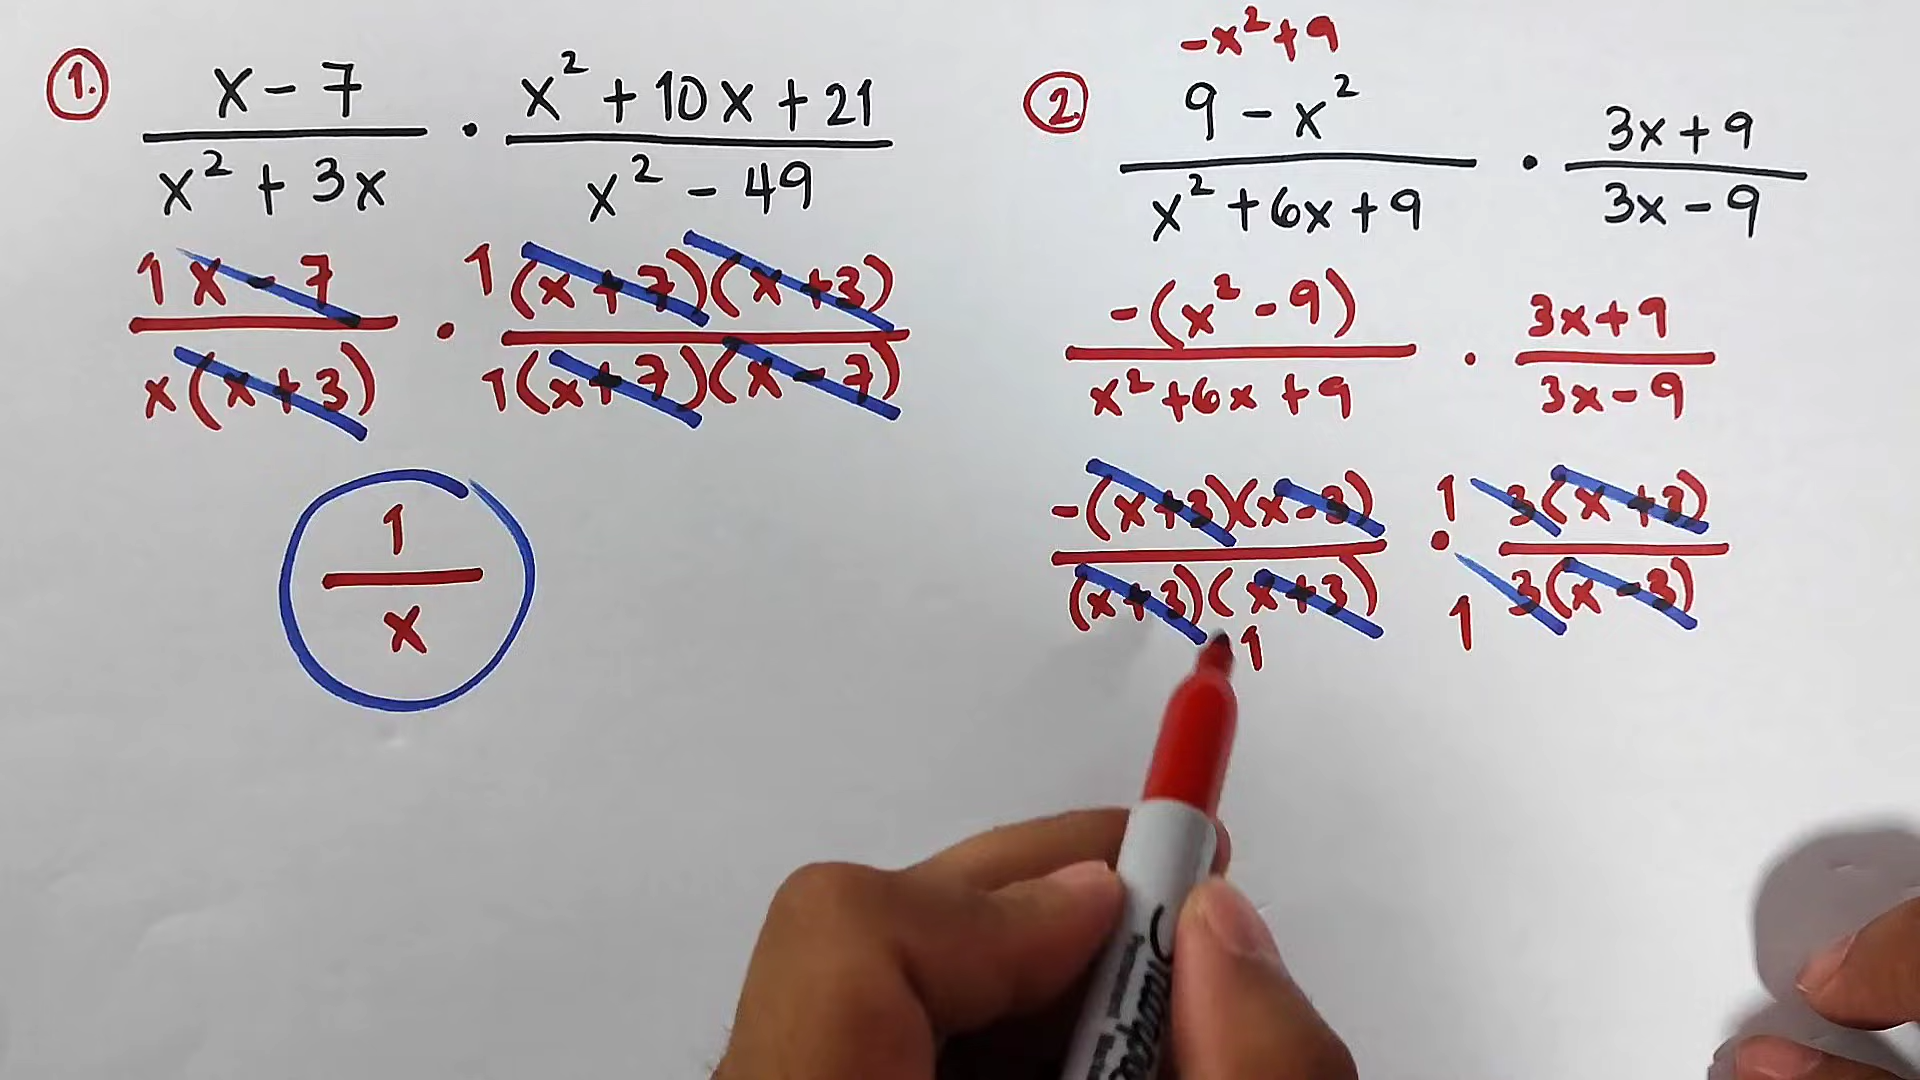 1. x - 7 / x² + 3x · x² + 10x + 21 / x² - 49
1 x - 7 / x(x+3) · 1 (x+7)(x+3) / 1(x+7)(x-7)
1 / x
-x²+9
2. 9 - x² / x² + 6x + 9 · 3x + 9 / 3x - 9
-(x² - 9) / x² + 6x + 9 · 3x+9 / 3x-9
-(x+3)(x-3) / (x+3)(x+3) 1 · 1 3(x+3) / 1 3(x-3)
Sharpie